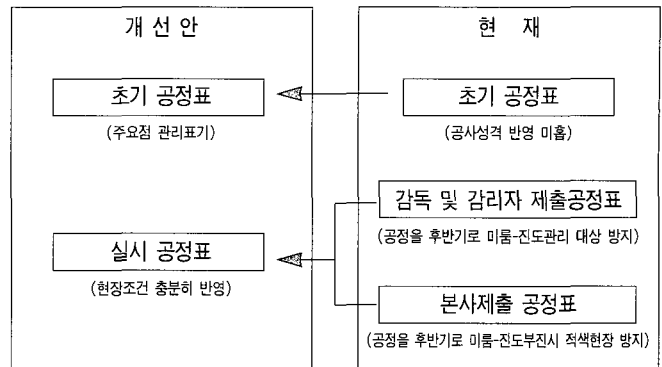 개 선 안
초기 공정표
(주요점 관리표기)
실시 공정표
(현장조건 충분히 반영)
현 재
초기 공정표
(공사성격 반영 미흡)
감독 및 감리자 제출공정표
(공정을 후반기로 미룸-진도관리 대상 방지)
본사제출 공정표
(공정을 후반기로 미룸-진도부진시 적색현장 방지)